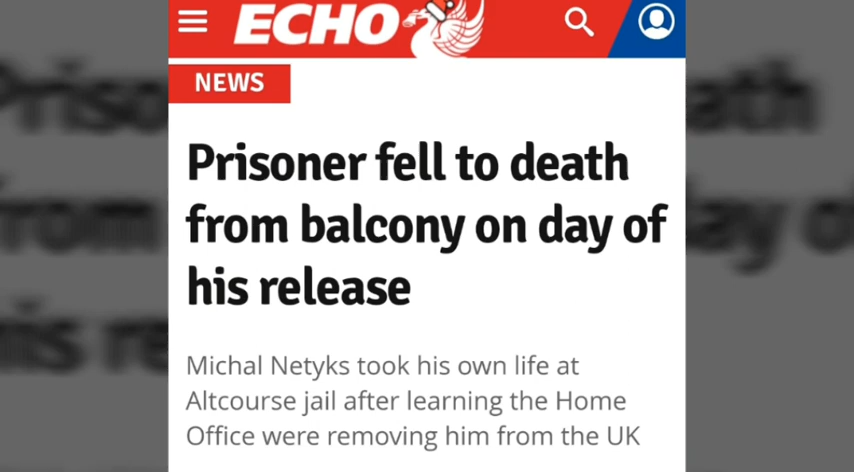 ECHO
NEWS
Prisoner fell to death
from balcony on day of
his release
Michal Netyks took his own life at
Altcourse jail after learning the Home
Office were removing him from the UK